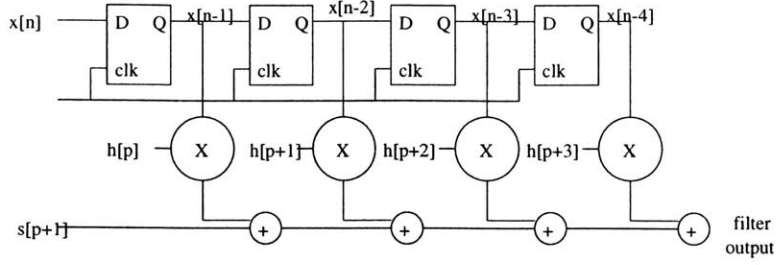 x[n] D Q x[n-1] D Q x[n-2] D Q x[n-3] D Q x[n-4]
clk clk clk clk
h[p] X h[p+1] X h[p+2] X h[p+3] X
s[p+1] + + + + filter
output